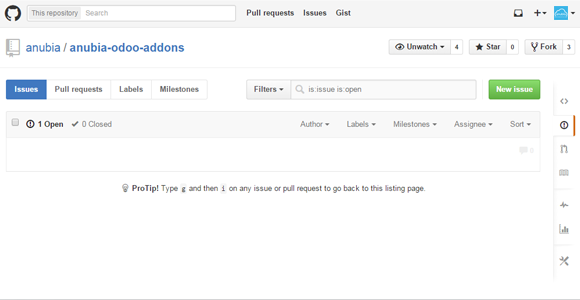 This repository Search Pull requests Issues Gist
anubia / anubia-odoo-addons Unwatch 4 Star 0 Fork 3
Issues Pull requests Labels Milestones Filters is:issue is:open New issue
1 Open 0 Closed Author Labels Milestones Assignee Sort
0
ProTip! Type g and then i on any issue or pull request to go back to this listing page.